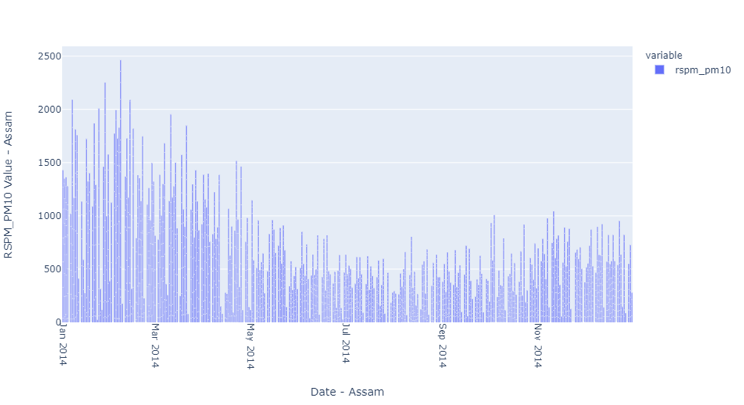 variable
rspm_pm10
RSPM_PM10 Value - Assam
2500
2000
1500
1000
500
0
Jan 2014
Mar 2014
May 2014
Jul 2014
Sep 2014
Nov 2014
Date - Assam